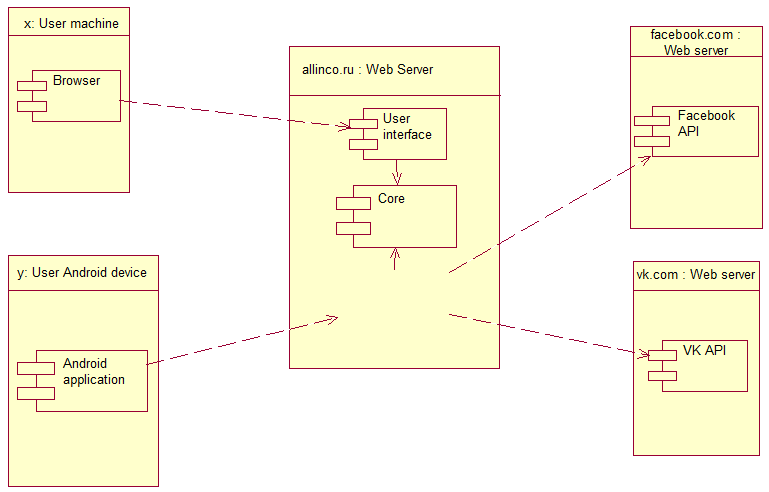 x: User machine
Browser
allinco.ru : Web Server
User
interface
Core
facebook.com :
Web server
Facebook
API
y: User Android device
Android
application
vk.com : Web server
VK API